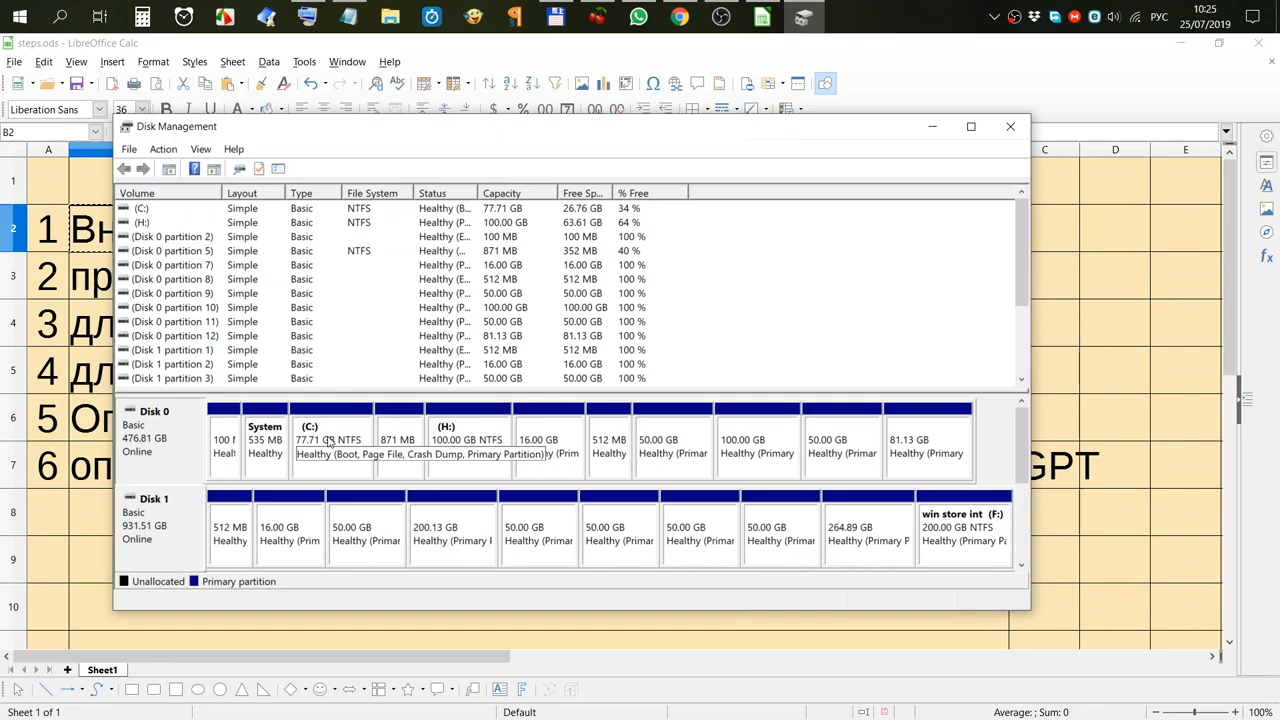 10:25
РУС
25/07/2019
steps.ods - LibreOffice Calc
File Edit View Insert Format Styles Sheet Data Tools Window Help
Liberation Sans 36
B2
Disk Management
File Action View Help
A C D E
Volume Layout Type File System Status Capacity Free Sp... % Free
(C:) Simple Basic NTFS Healthy (B... 77.71 GB 26.76 GB 34 %
(H:) Simple Basic NTFS Healthy (P... 100.00 GB 63.61 GB 64 %
(Disk 0 partition 2) Simple Basic Healthy (E... 100 MB 100 MB 100 %
(Disk 0 partition 5) Simple Basic NTFS Healthy (... 871 MB 352 MB 40 %
(Disk 0 partition 7) Simple Basic Healthy (P... 16.00 GB 16.00 GB 100 %
(Disk 0 partition 8) Simple Basic Healthy (E... 512 MB 512 MB 100 %
(Disk 0 partition 9) Simple Basic Healthy (P... 50.00 GB 50.00 GB 100 %
(Disk 0 partition 10) Simple Basic Healthy (P... 100.00 GB 100.00 GB 100 %
(Disk 0 partition 11) Simple Basic Healthy (P... 50.00 GB 50.00 GB 100 %
(Disk 0 partition 12) Simple Basic Healthy (P... 81.13 GB 81.13 GB 100 %
(Disk 1 partition 1) Simple Basic Healthy (E... 512 MB 512 MB 100 %
(Disk 1 partition 2) Simple Basic Healthy (P... 16.00 GB 16.00 GB 100 %
(Disk 1 partition 3) Simple Basic Healthy (P... 50.00 GB 50.00 GB 100 %
1
2 1 Вн
3 2 пр
4 3 дл
5 4 дл
6 5 Оп
7 6 оп GPT
8
9
10
Disk 0
Basic
476.81 GB
Online
System (C:) (H:)
100 535 MB 77.71 GB NTFS 871 MB 100.00 GB NTFS 16.00 GB 512 MB 50.00 GB 100.00 GB 50.00 GB 81.13 GB
Healt Healthy Healthy (Boot, Page File, Crash Dump, Primary Partition) (Prim Healthy Healthy (Primar Healthy (Primary Healthy (Primar Healthy (Primary
Disk 1
Basic
931.51 GB
Online
win store int (F:)
512 MB 16.00 GB 50.00 GB 200.13 GB 50.00 GB 50.00 GB 50.00 GB 50.00 GB 264.89 GB 200.00 GB NTFS
Healthy Healthy (Prim Healthy (Primar Healthy (Primary P Healthy (Primar Healthy (Primar Healthy (Primar Healthy (Primar Healthy (Primary P Healthy (Primary Pa
Unallocated Primary partition
Sheet1
Sheet 1 of 1 Default Average: ; Sum: 0 100%